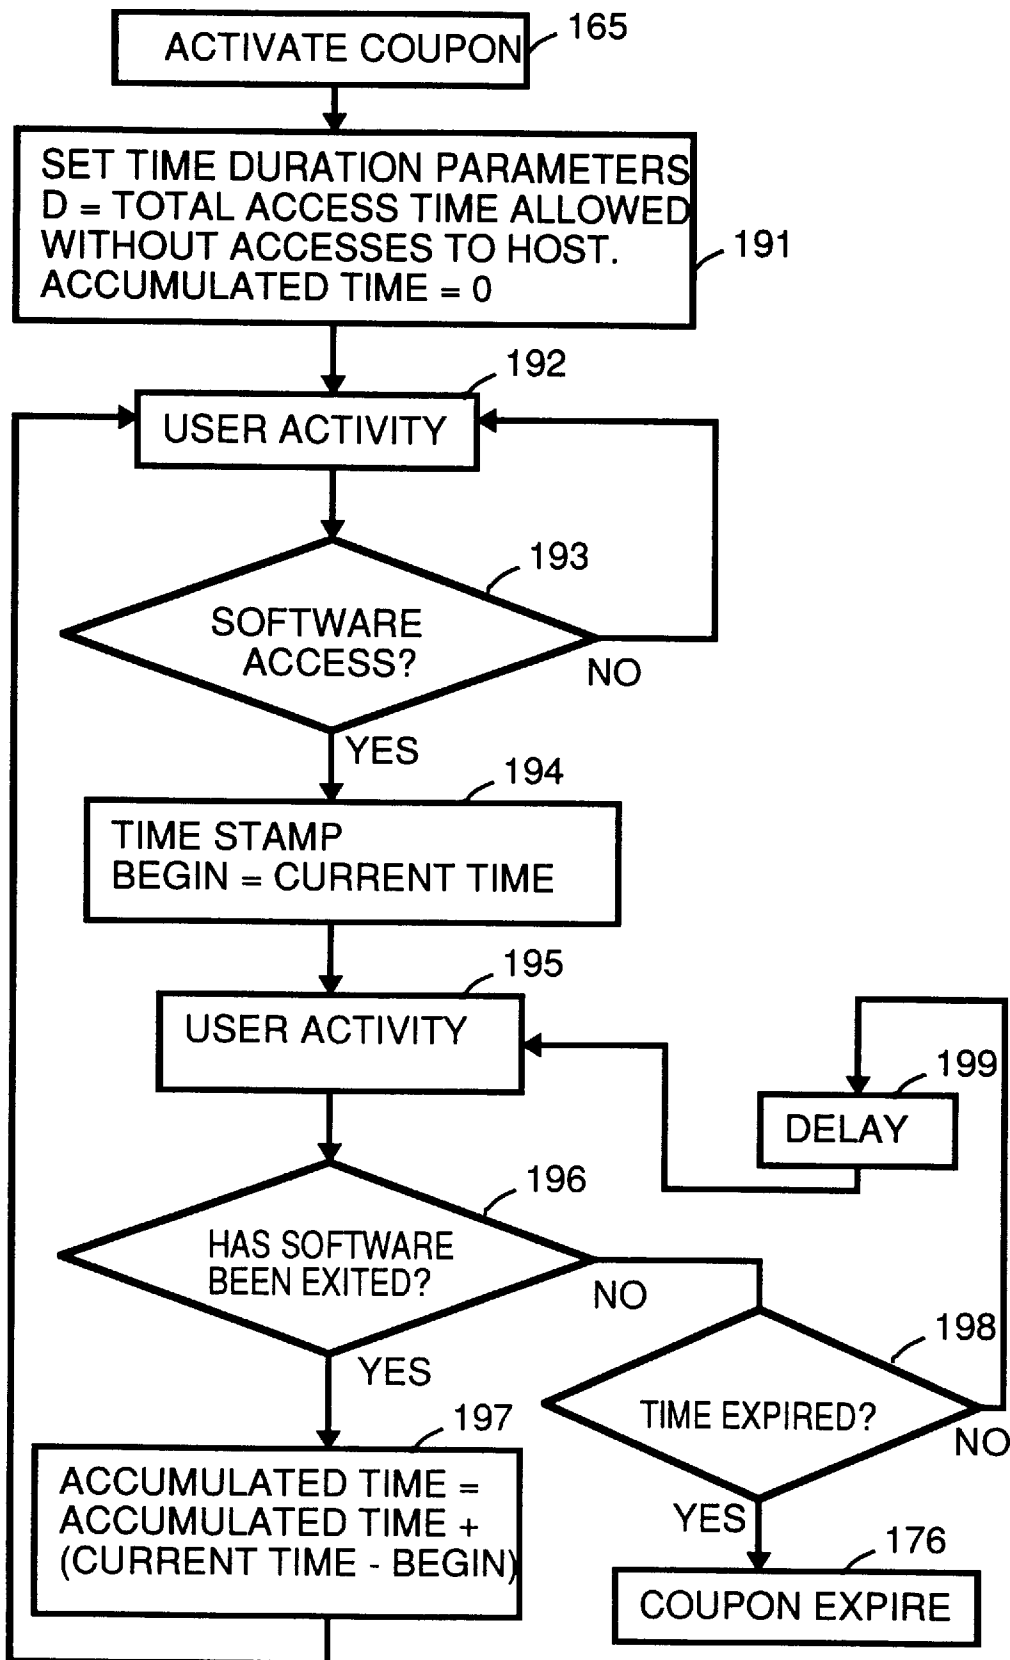 ACTIVATE COUPON
165
SET TIME DURATION PARAMETERS
D = TOTAL ACCESS TIME ALLOWED
WITHOUT ACCESSES TO HOST.
ACCUMULATED TIME = 0
191
192
USER ACTIVITY
193
SOFTWARE
ACCESS?
NO
YES
194
TIME STAMP
BEGIN = CURRENT TIME
195
USER ACTIVITY
199
DELAY
196
HAS SOFTWARE
BEEN EXITED?
NO
YES
198
TIME EXPIRED?
NO
197
ACCUMULATED TIME =
ACCUMULATED TIME +
(CURRENT TIME - BEGIN)
YES
176
COUPON EXPIRE